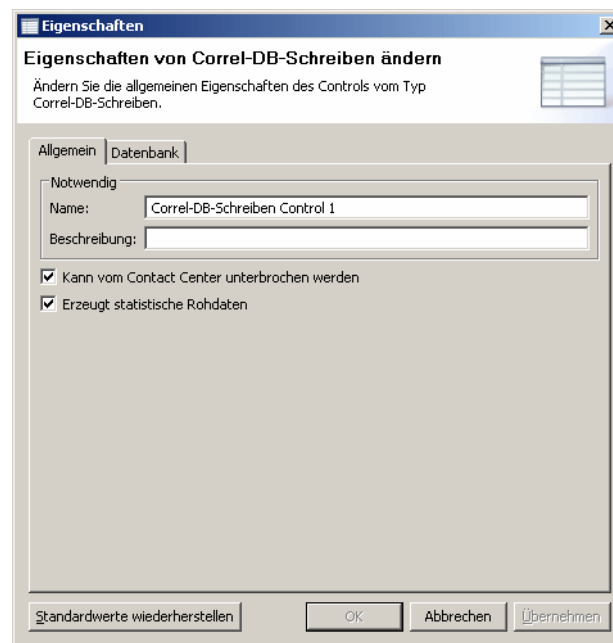 Eigenschaften
Eigenschaften von Correl-DB-Schreiben ändern
Ändern Sie die allgemeinen Eigenschaften des Controls vom Typ
Correl-DB-Schreiben.
Allgemein Datenbank
Notwendig
Name: Correl-DB-Schreiben Control 1
Beschreibung:
Kann vom Contact Center unterbrochen werden
Erzeugt statistische Rohdaten
Standardwerte wiederherstellen OK Abbrechen Übernehmen